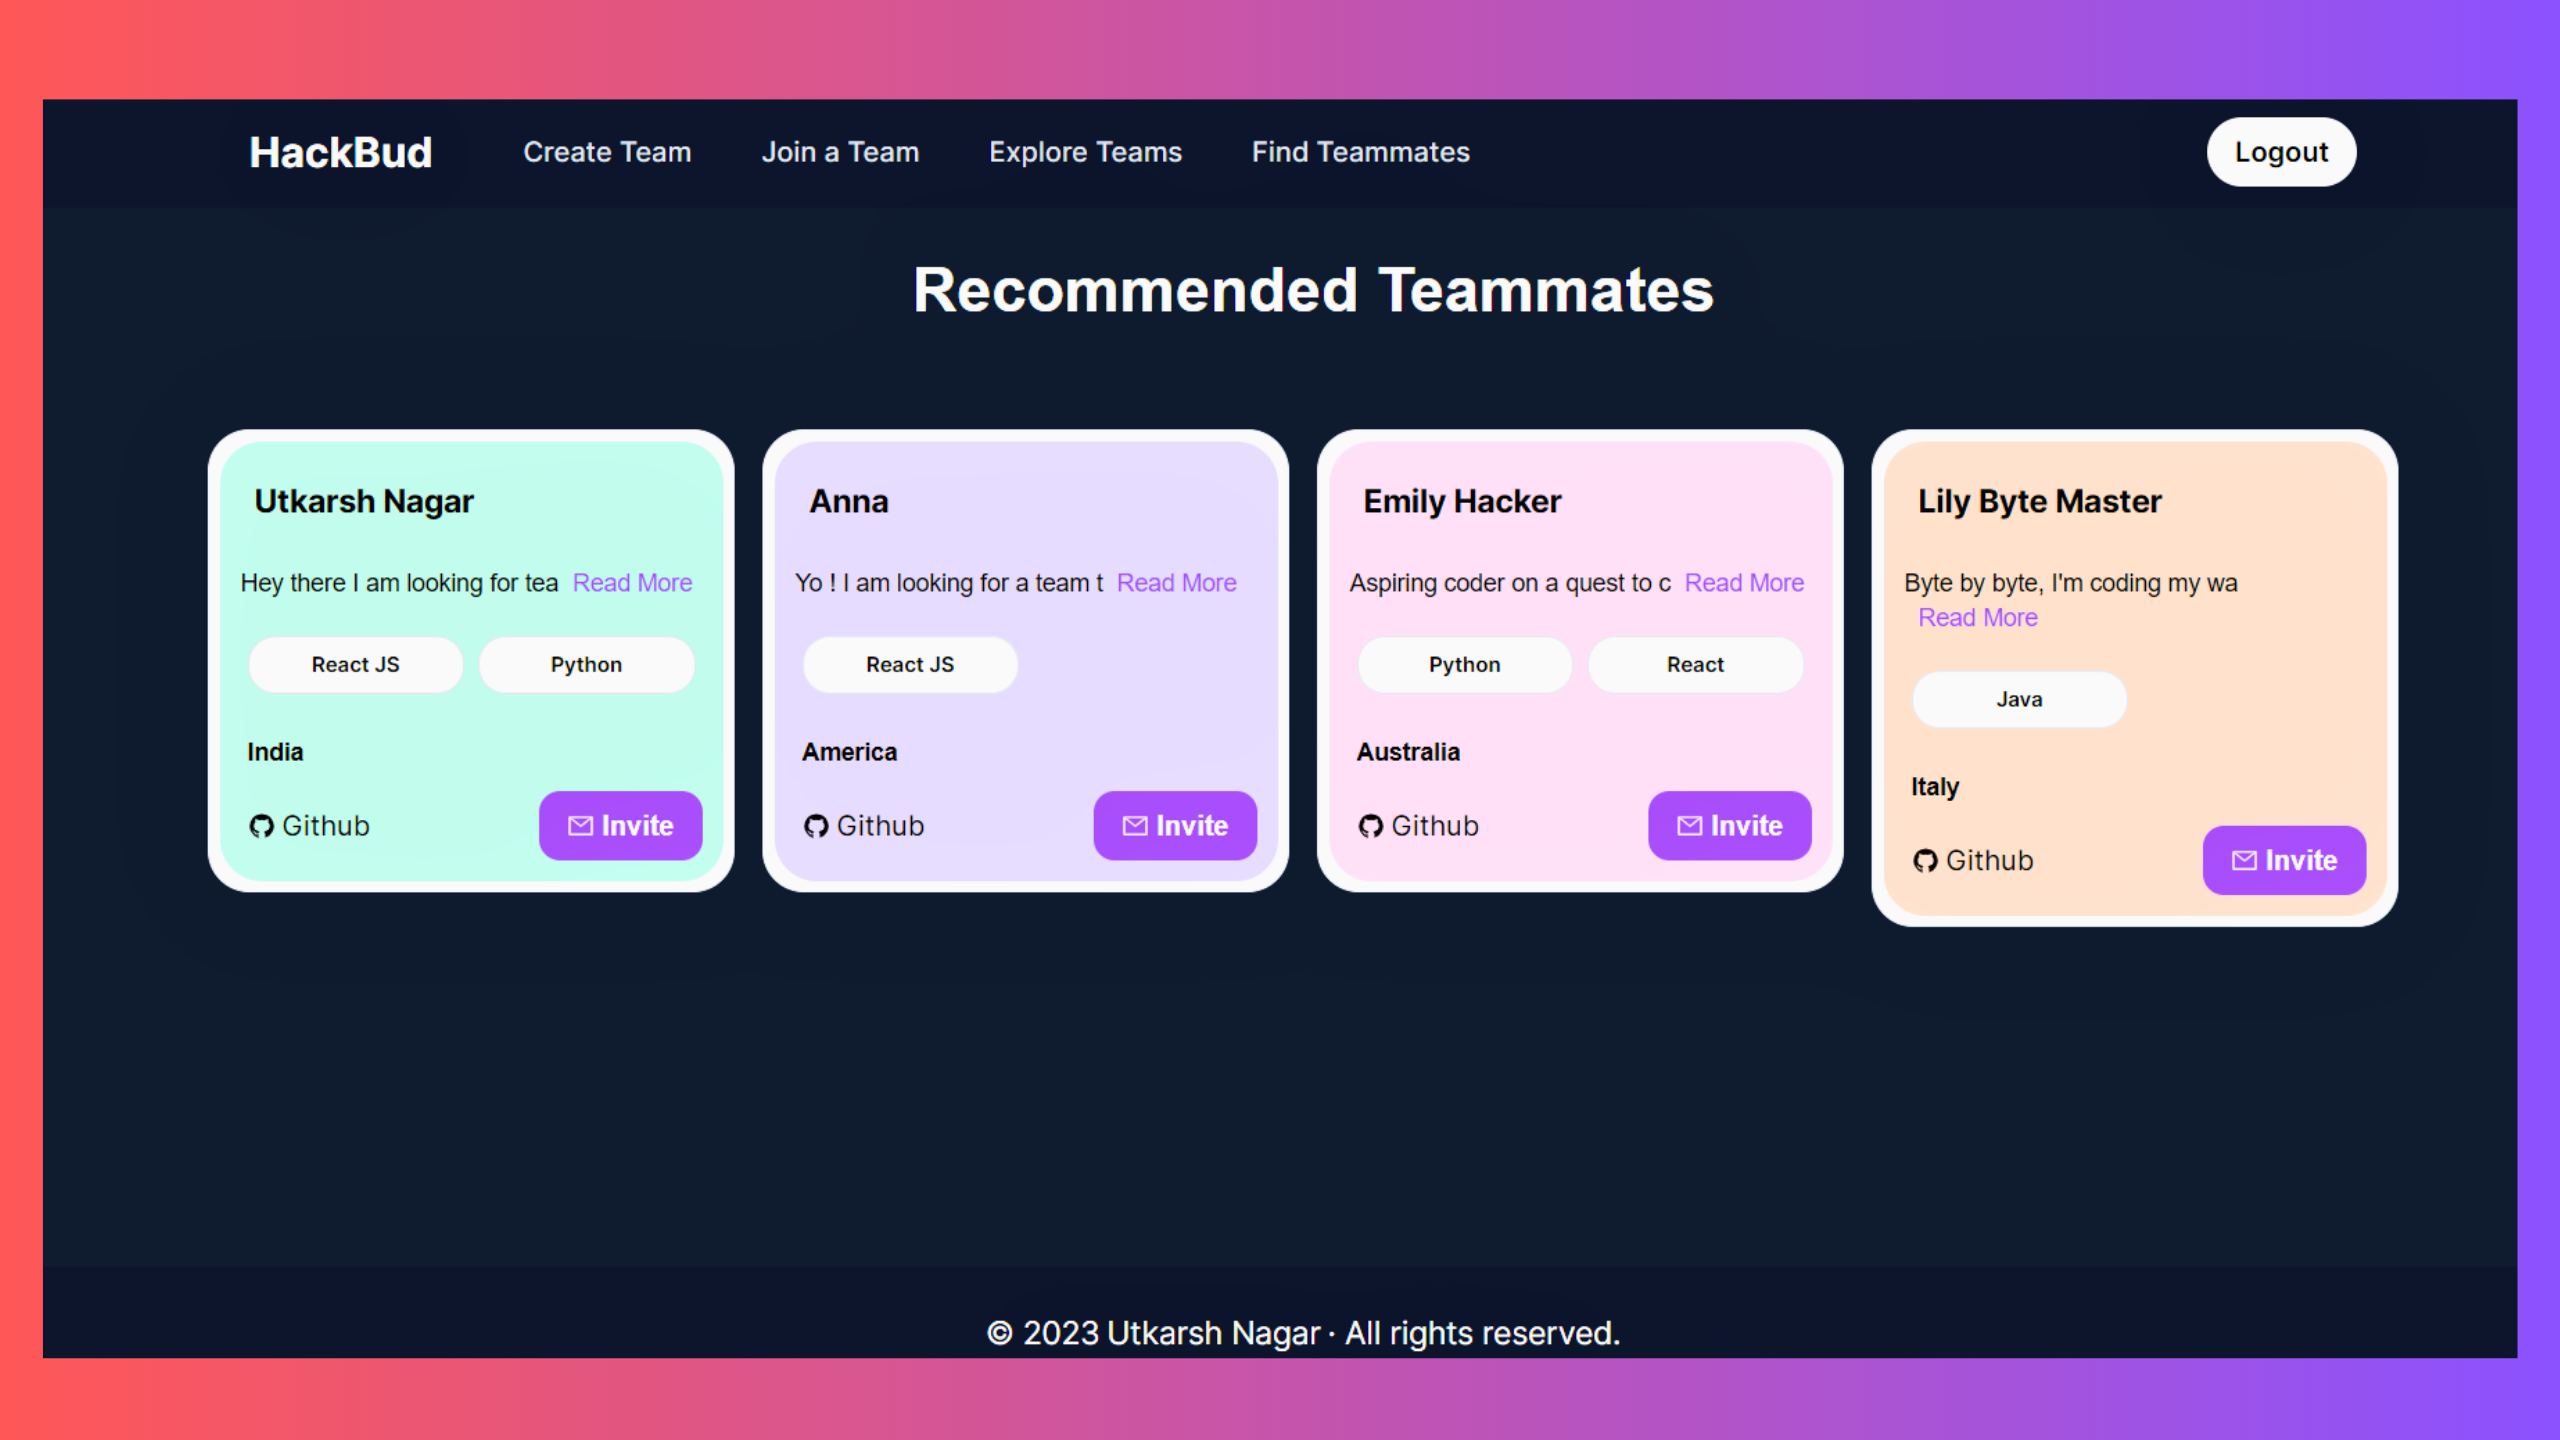 HackBud Create Team Join a Team Explore Teams Find Teammates Logout
Recommended Teammates
Utkarsh Nagar
Hey there I am looking for tea Read More
React JS Python
India
Github Invite
Anna
Yo ! I am looking for a team t Read More
React JS
America
Github Invite
Emily Hacker
Aspiring coder on a quest to c Read More
Python React
Australia
Github Invite
Lily Byte Master
Byte by byte, I'm coding my wa
Read More
Java
Italy
Github Invite
© 2023 Utkarsh Nagar · All rights reserved.